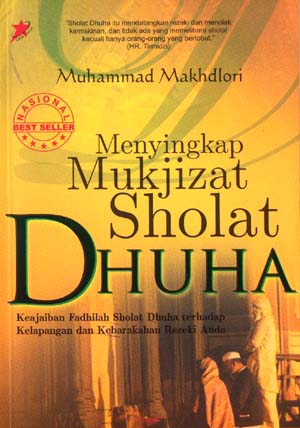 "Sholat Dhuha itu mendatangkan rezeki dan menolak
kemiskinan, dan tidak ada yang memelihara sholat
kecuali hanya orang-orang yang bertobat."
(HR. Tirmidzi)
Muhammad Makhdlori
NASIONAL
BEST SELLER
Menyingkap
Mukjizat
Sholat
DHUHA
Keajaiban Fadhilah Sholat Dhuha terhadap
Kelapangan dan Kebarakahan Rezeki Anda